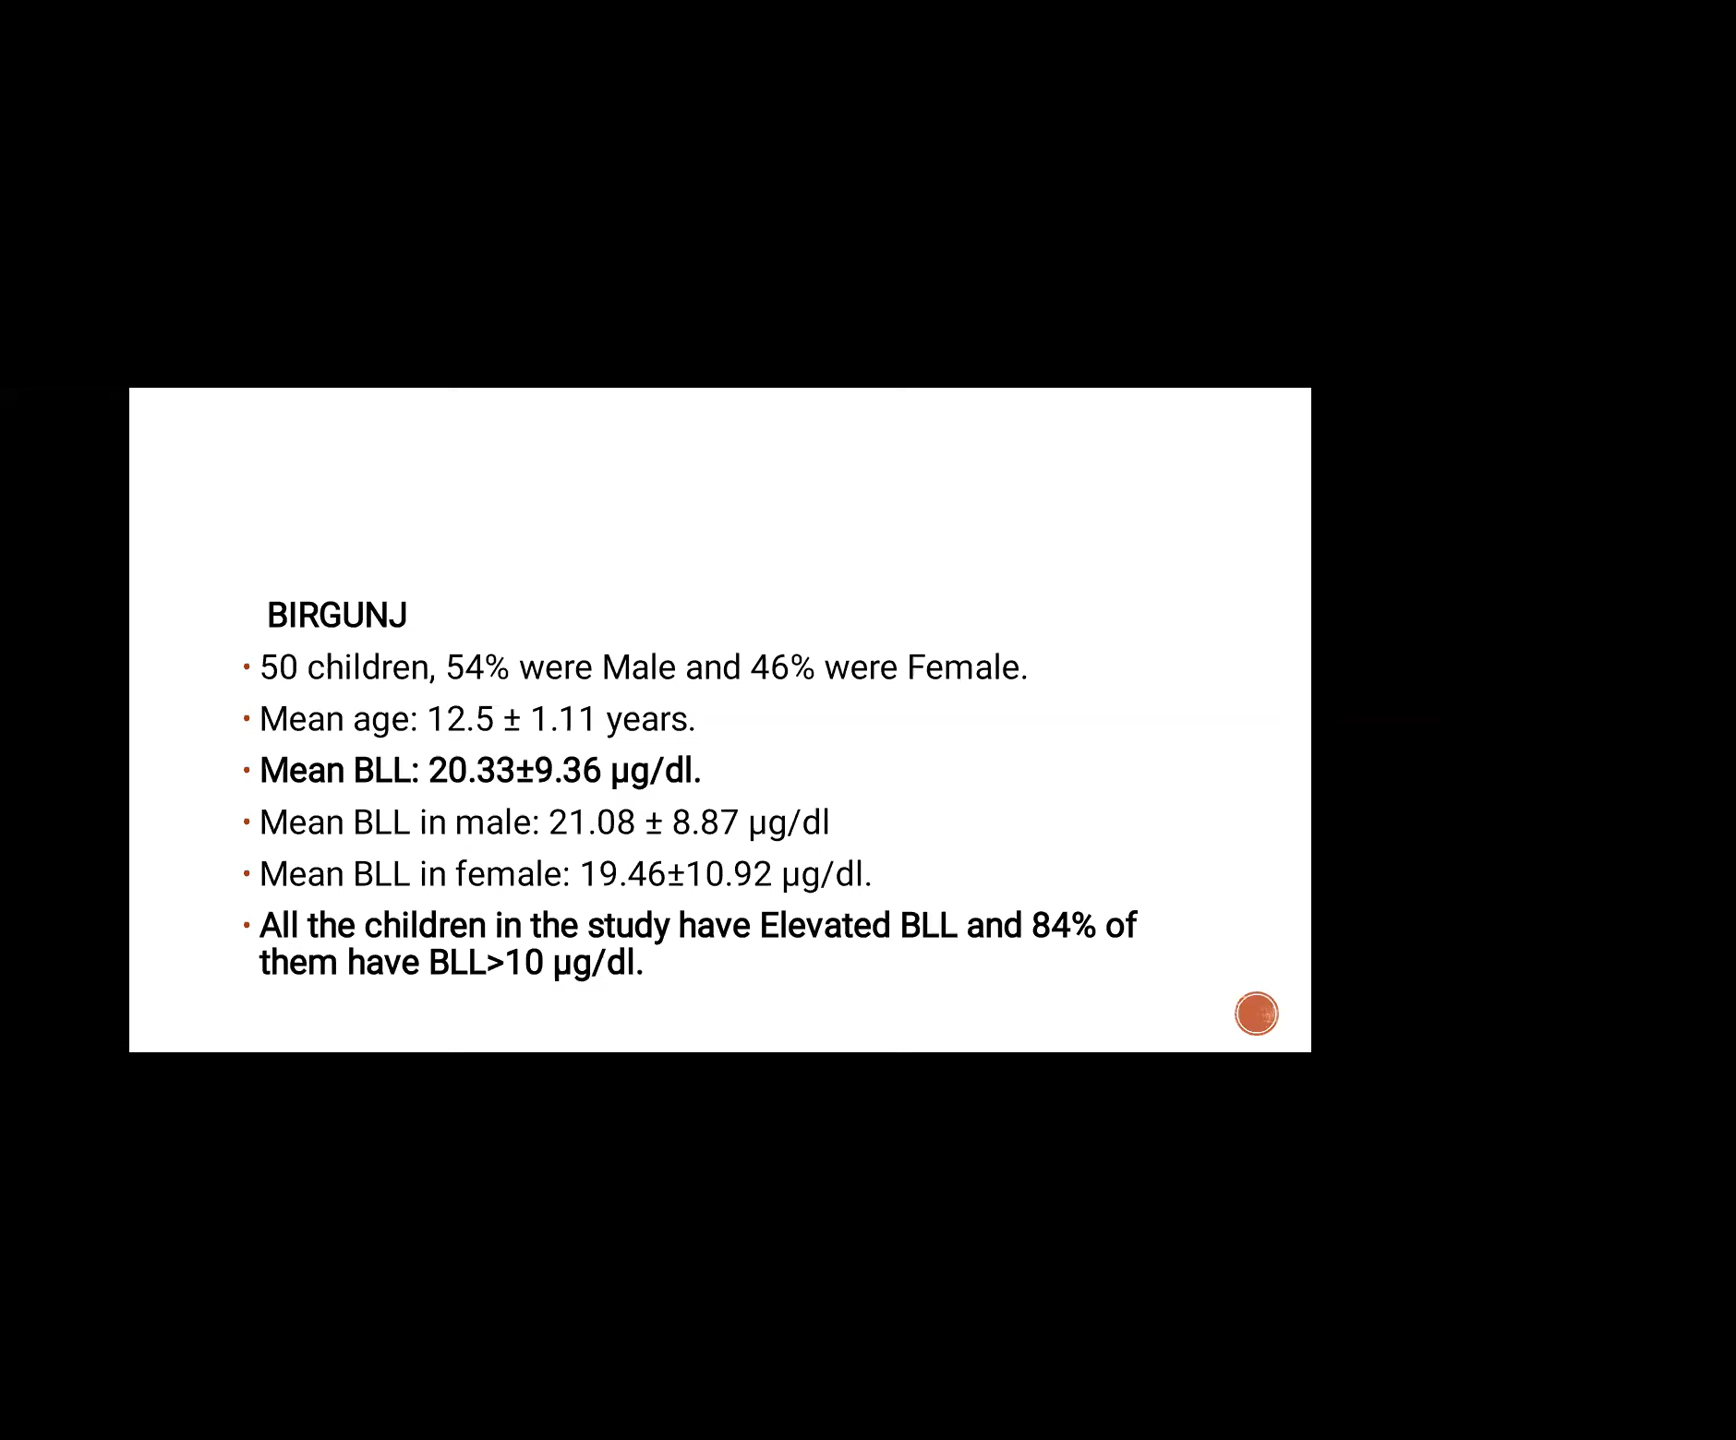 BIRGUNJ
• 50 children, 54% were Male and 46% were Female.
• Mean age: 12.5 ± 1.11 years.
• Mean BLL: 20.33±9.36 µg/dl.
• Mean BLL in male: 21.08 ± 8.87 µg/dl
• Mean BLL in female: 19.46±10.92 µg/dl.
• All the children in the study have Elevated BLL and 84% of
them have BLL>10 µg/dl.